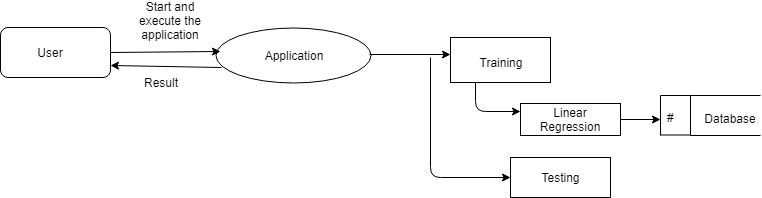 Start and
execute the
application
User
Application
Result
Training
Linear
Regression
#
Database
Testing